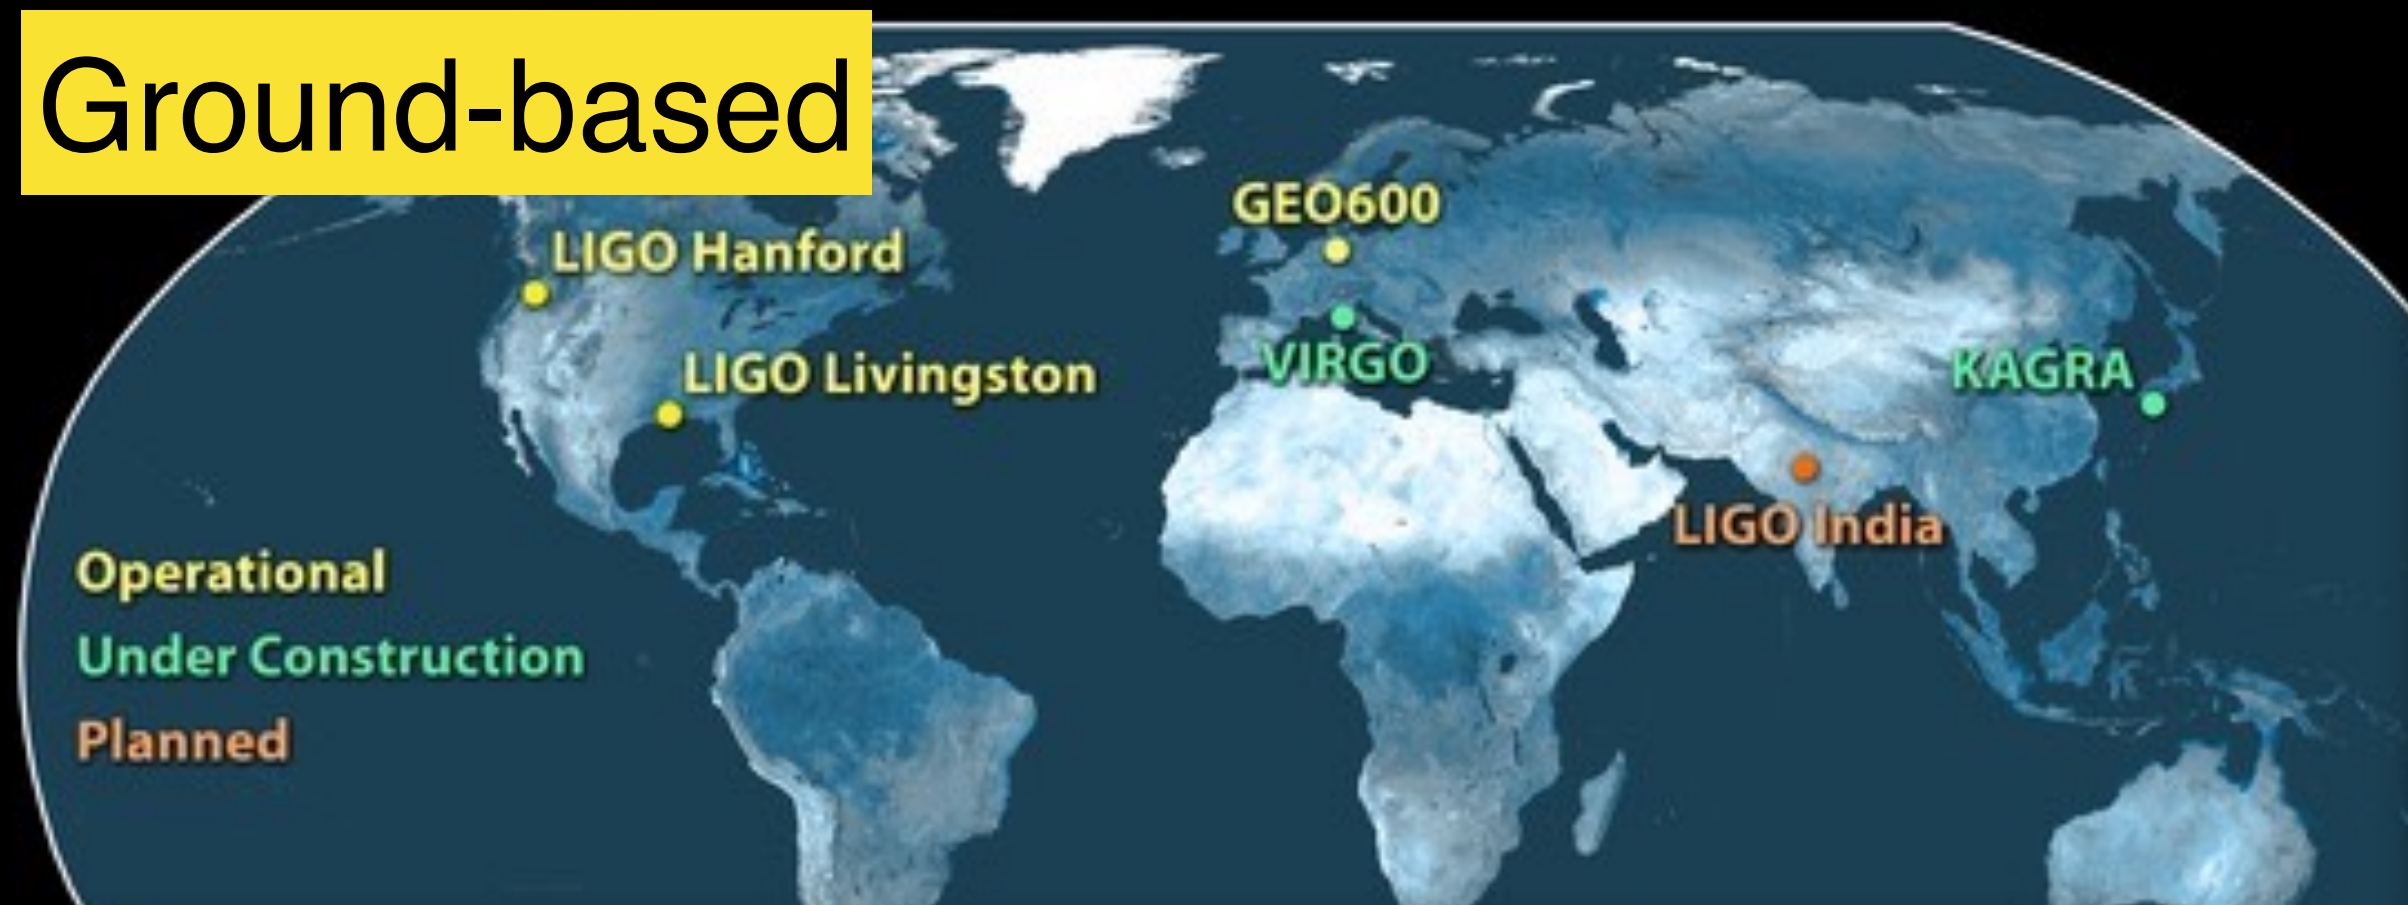 Ground-based
GEO600
LIGO Hanford
VIRGO
KAGRA
LIGO Livingston
LIGO India
Operational
Under Construction
Planned